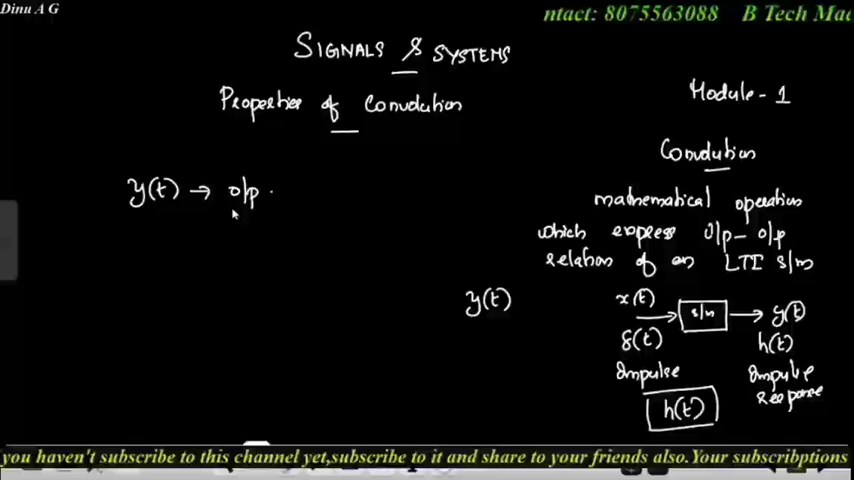 Dinu A G
ntact: 8075563088 B Tech Mac
SIGNALS & SYSTEMS
Properties of Convolution
Module - 1
Convolution
mathematical operation
which express I/p - o/p
relation of an LTI s/m
y(t) → o/p
y(t)
x(t) → s/m → y(t)
δ(t) h(t)
Impulse Impulse
response
h(t)
you haven't subscribe to this channel yet,subscribe to it and share to your friends also.Your subscribptions